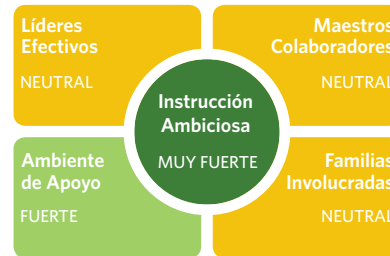 Líderes
Efectivos
NEUTRAL
Maestros
Colaboradores
NEUTRAL
Instrucción
Ambiciosa
MUY FUERTE
Ambiente
de Apoyo
FUERTE
Familias
Involucradas
NEUTRAL